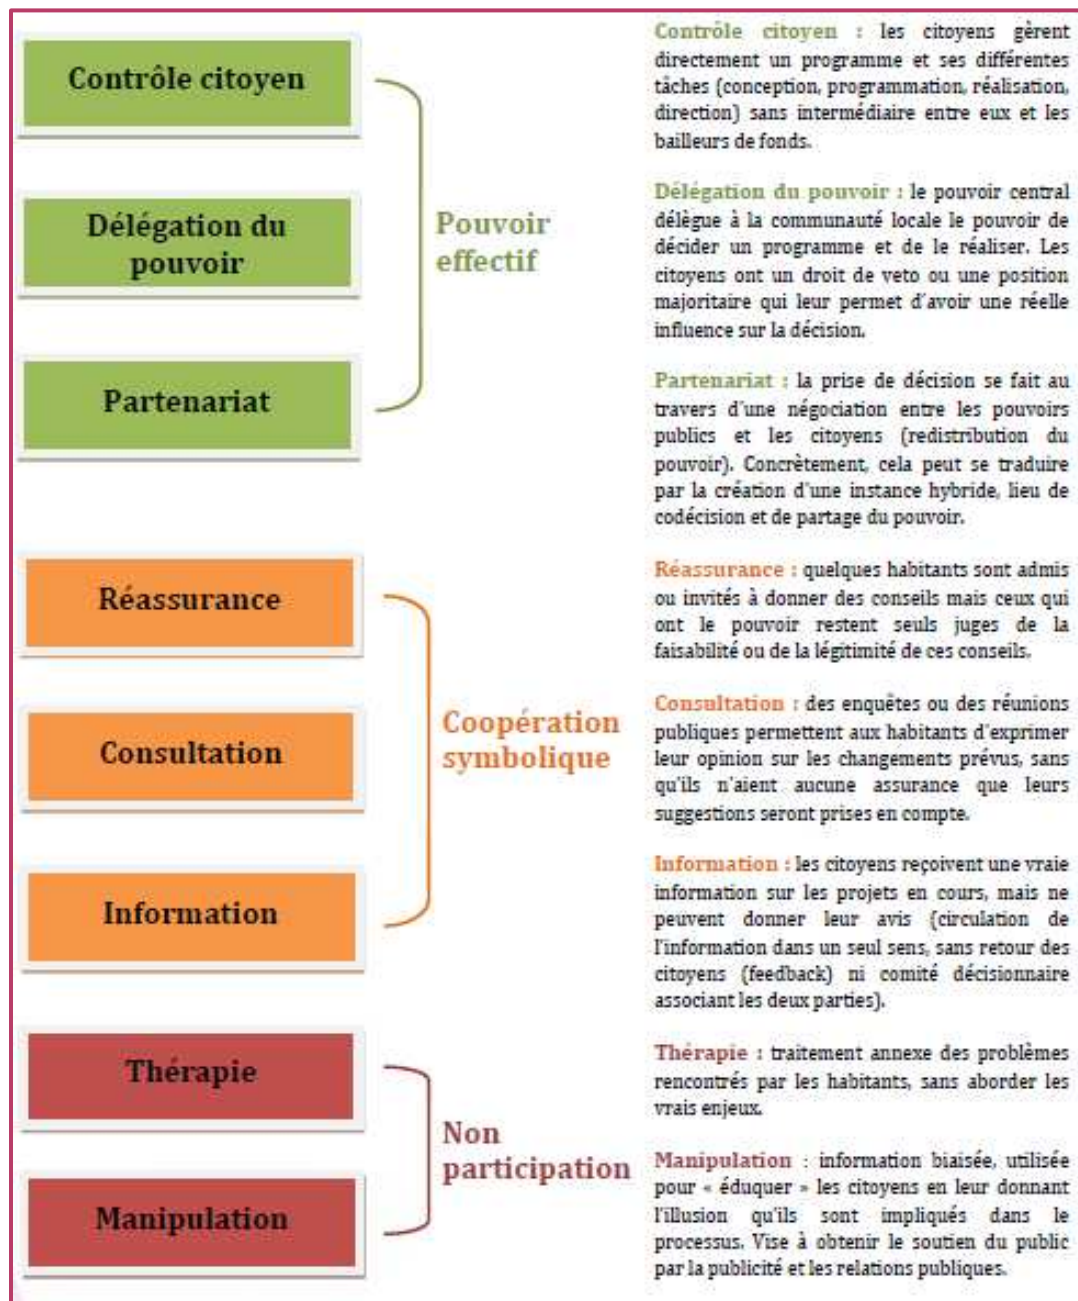 Contrôle citoyen
Délégation du
pouvoir
Partenariat
Pouvoir
effectif
Réassurance
Consultation
Information
Coopération
symbolique
Thérapie
Manipulation
Non
participation
Contrôle citoyen : les citoyens gèrent
directement un programme et ses différentes
tâches (conception, programmation, réalisation,
direction) sans intermédiaire entre eux et les
bailleurs de fonds.
Délégation du pouvoir : le pouvoir central
délègue à la communauté locale le pouvoir de
décider un programme et de le réaliser. Les
citoyens ont un droit de veto ou une position
majoritaire qui leur permet d'avoir une réelle
influence sur la décision.
Partenariat : la prise de décision se fait au
travers d'une négociation entre les pouvoirs
publics et les citoyens (redistribution du
pouvoir). Concrètement, cela peut se traduire
par la création d'une instance hybride, lieu de
codécision et de partage du pouvoir.
Réassurance : quelques habitants sont admis
ou invités à donner des conseils mais ceux qui
ont le pouvoir restent seuls juges de la
faisabilité ou de la légitimité de ces conseils.
Consultation : des enquêtes ou des réunions
publiques permettent aux habitants d'exprimer
leur opinion sur les changements prévus, sans
qu'ils n'aient aucune assurance que leurs
suggestions seront prises en compte.
Information : les citoyens reçoivent une vraie
information sur les projets en cours, mais ne
peuvent donner leur avis (circulation de
l'information dans un seul sens, sans retour des
citoyens (feedback) ni comité décisionnaire
associant les deux parties).
Thérapie : traitement annexe des problèmes
rencontrés par les habitants, sans aborder les
vrais enjeux.
Manipulation : information biaisée, utilisée
pour « éduquer » les citoyens en leur donnant
l'illusion qu'ils sont impliqués dans le
processus. Vise à obtenir le soutien du public
par la publicité et les relations publiques.